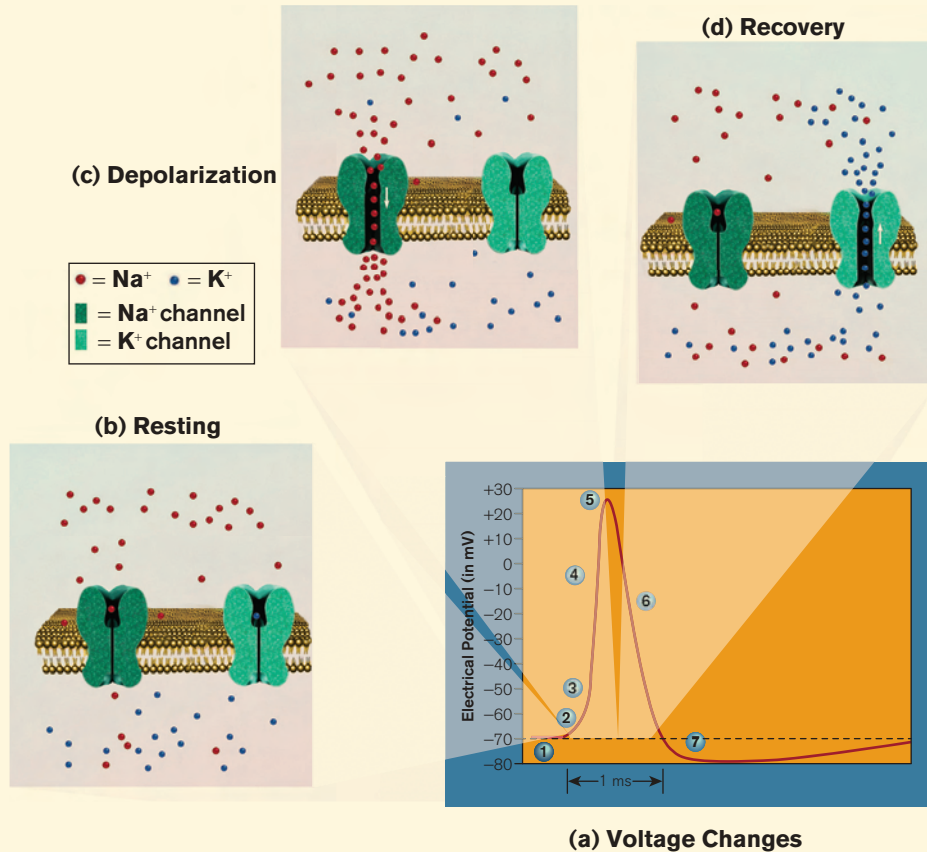 (d) Recovery
(c) Depolarization
= Na⁺ = K⁺
= Na⁺ channel
= K⁺ channel
(b) Resting
Electrical Potential (in mV)
+30
+20
+10
0
−10
−20
−30
−40
−50
−60
−70
−80
1
2
3
4
5
6
7
1 ms
(a) Voltage Changes